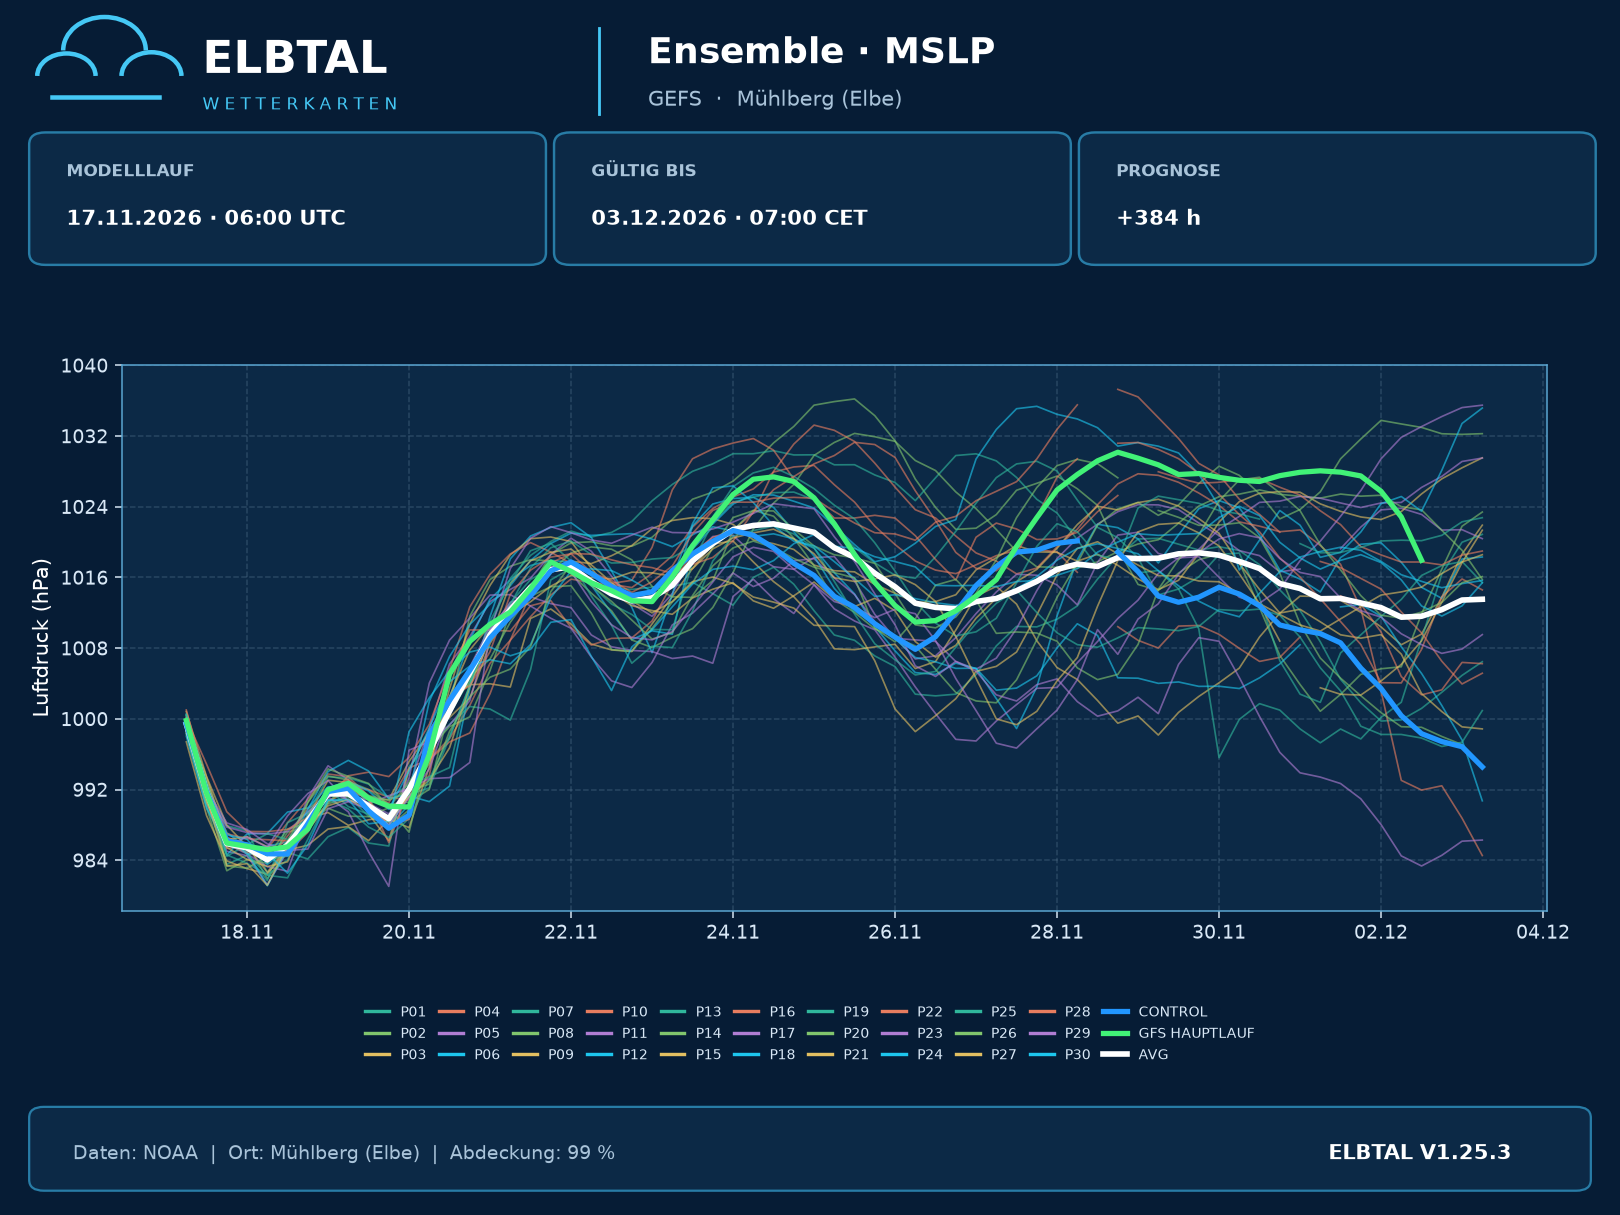 ELBTAL
WETTERKARTEN
Ensemble · MSLP
GEFS · Mühlberg (Elbe)
MODELLLAUF
17.11.2026 · 06:00 UTC
GÜLTIG BIS
03.12.2026 · 07:00 CET
PROGNOSE
+384 h
Luftdruck (hPa)
1040
1032
1024
1016
1008
1000
992
984
18.11 20.11 22.11 24.11 26.11 28.11 30.11 02.12 04.12
P01 P04 P07 P10 P13 P16 P19 P22 P25 P28 CONTROL
P02 P05 P08 P11 P14 P17 P20 P23 P26 P29 GFS HAUPTLAUF
P03 P06 P09 P12 P15 P18 P21 P24 P27 P30 AVG
Daten: NOAA | Ort: Mühlberg (Elbe) | Abdeckung: 99 %
ELBTAL V1.25.3